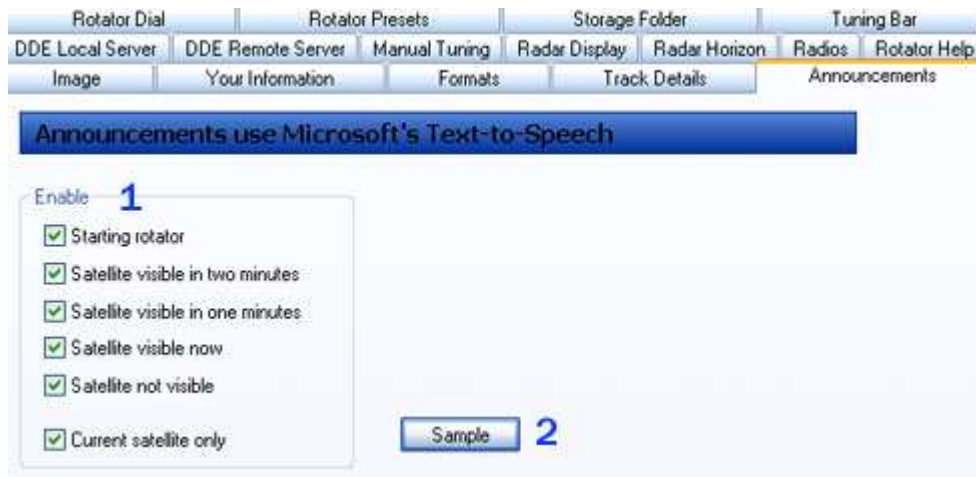 Rotator Dial Rotator Presets Storage Folder Tuning Bar
DDE Local Server DDE Remote Server Manual Tuning Radar Display Radar Horizon Radios Rotator Help
Image Your Information Formats Track Details Announcements
Announcements use Microsoft's Text-to-Speech
Enable 1
Starting rotator
Satellite visible in two minutes
Satellite visible in one minutes
Satellite visible now
Satellite not visible
Current satellite only
Sample 2